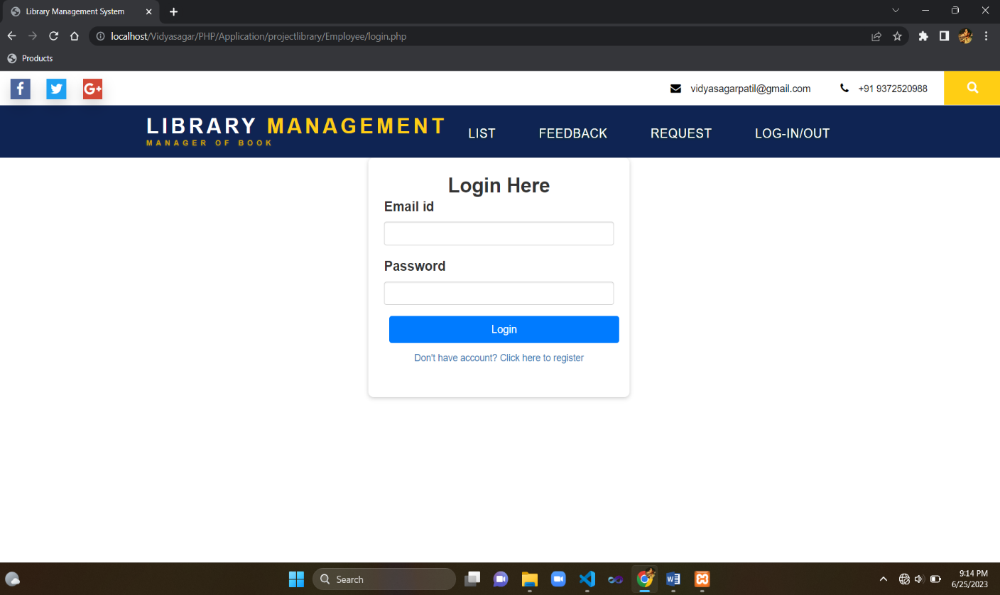 Library Management System
localhost/Vidyasagar/PHP/Application/projectlibrary/Employee/login.php
Products
f G+ vidyasagarpatil@gmail.com +91 9372520988
LIBRARY MANAGEMENT
MANAGER OF BOOK
LIST FEEDBACK REQUEST LOG-IN/OUT
Login Here
Email id
Password
Login
Don't have account? Click here to register
Search
W
9:14 PM
6/25/2023